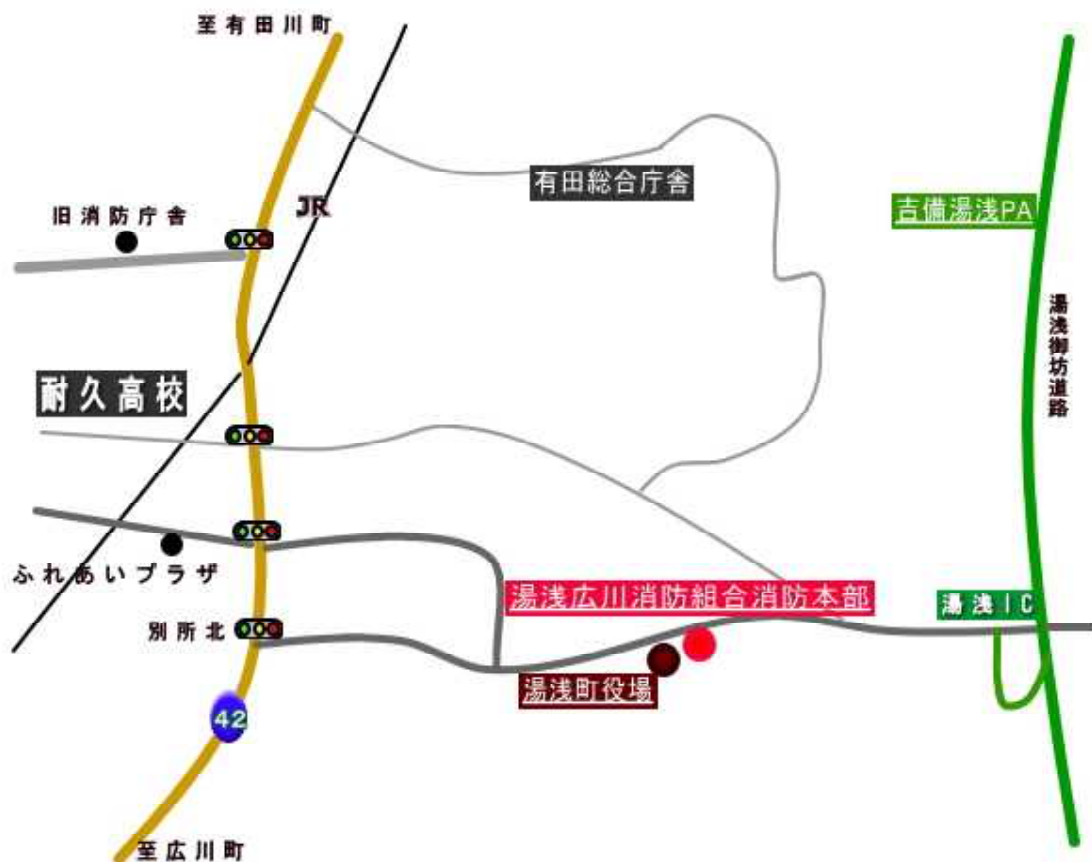 至有田川町
JR
有田総合庁舎
旧消防庁舎
吉備湯浅PA
湯浅御坊道路
耐久高校
ふれあいプラザ
湯浅広川消防組合消防本部
湯浅IC
別所北
湯浅町役場
42
至広川町